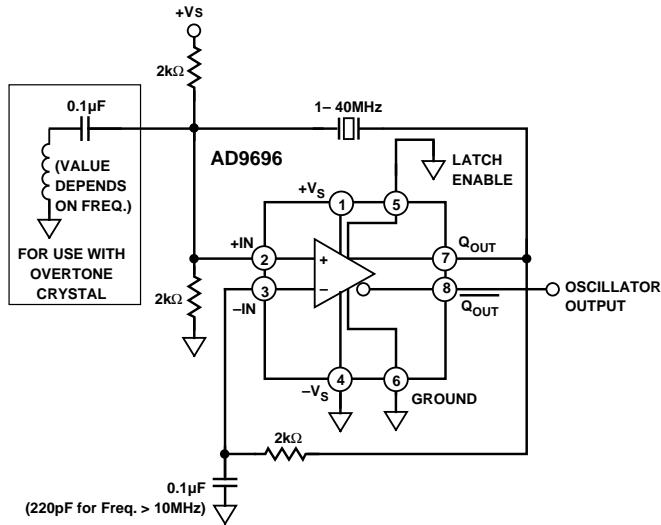 +VS
2kΩ
0.1µF
(VALUE
DEPENDS
ON FREQ.)
FOR USE WITH
OVERTONE
CRYSTAL
1– 40MHz
AD9696
LATCH
ENABLE
+VS
1
5
+IN
2
+
7
QOUT
3
–
8
QOUT
OSCILLATOR
OUTPUT
–IN
2kΩ
4
6
–VS
GROUND
2kΩ
0.1µF
(220pF for Freq. > 10MHz)